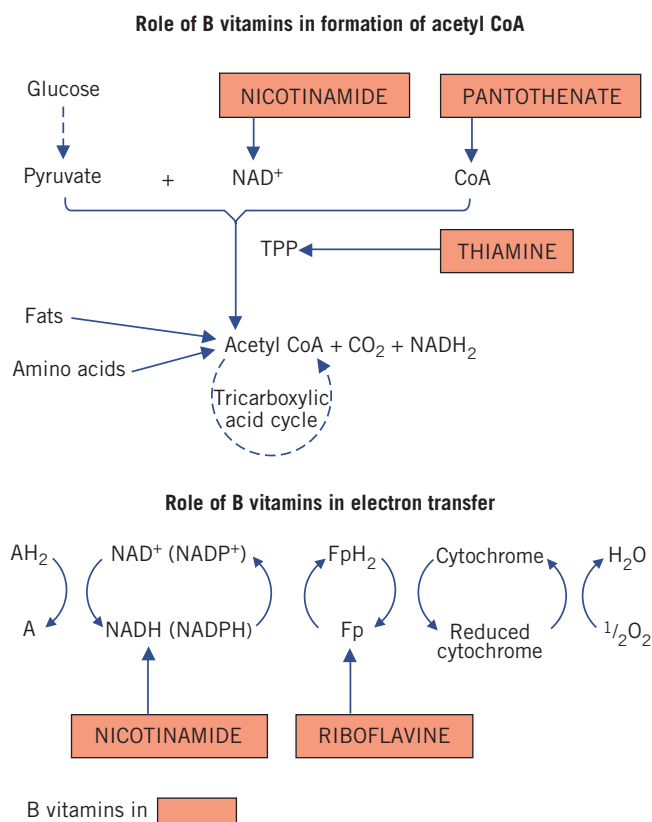 Role of B vitamins in formation of acetyl CoA
Glucose
NICOTINAMIDE
PANTOTHENATE
Pyruvate + NAD⁺ CoA
TPP
THIAMINE
Fats
Acetyl CoA + CO₂ + NADH₂
Amino acids
Tricarboxylic
acid cycle
Role of B vitamins in electron transfer
AH₂ NAD⁺ (NADP⁺) FpH₂ Cytochrome H₂O
A NADH (NADPH) Fp Reduced
cytochrome
¹/₂O₂
NICOTINAMIDE
RIBOFLAVINE
B vitamins in